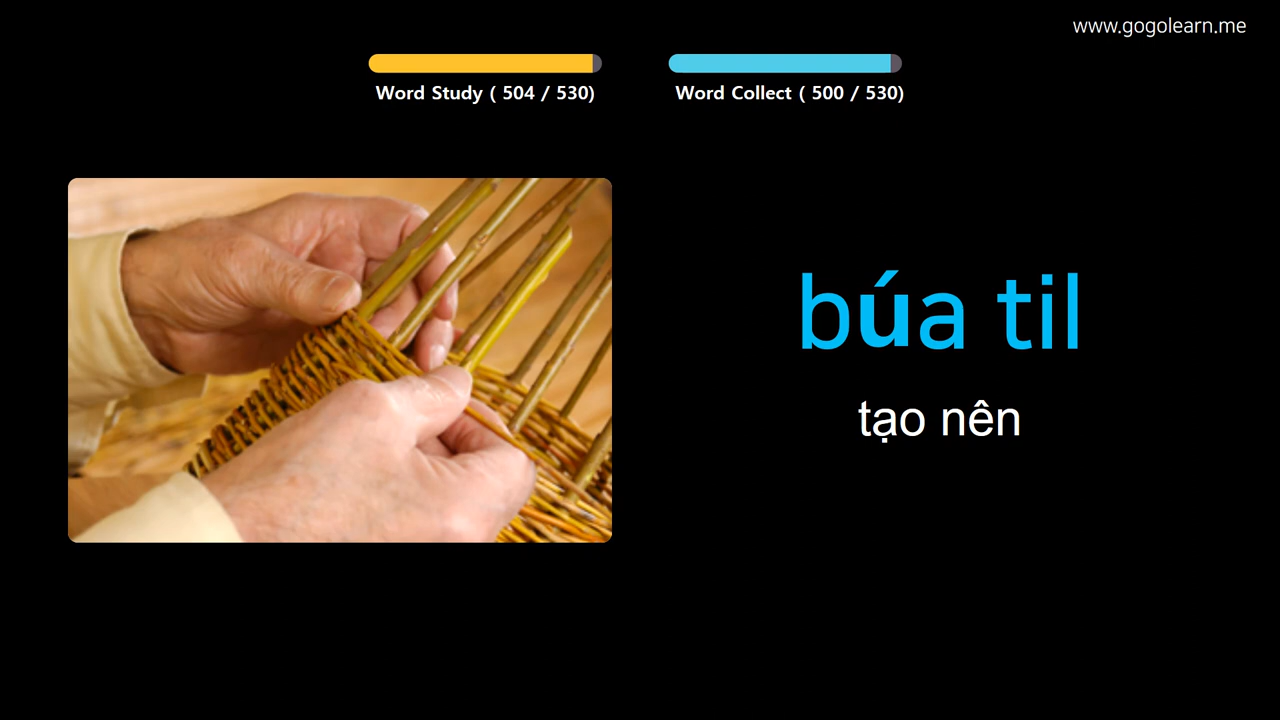 www.gogolearn.me
Word Study ( 504 / 530)
Word Collect ( 500 / 530)
búa til
tạo nên